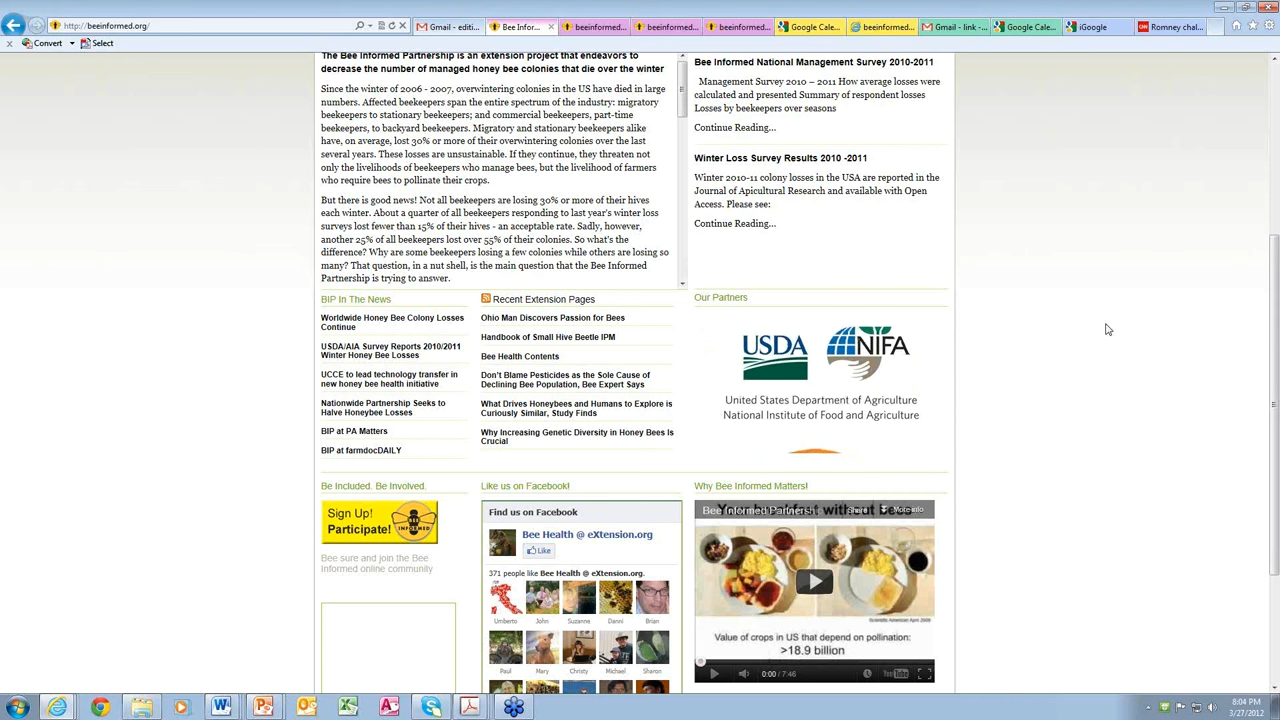 http://beeinformed.org/
Gmail - editi...
Bee Infor...
beeinformed...
beeinformed...
beeinformed...
Google Cale...
beeinformed...
Gmail - link -...
Google Cale...
iGoogle
Romney chal...
Convert
Select
The Bee Informed Partnership is an extension project that endeavors to
decrease the number of managed honey bee colonies that die over the winter
Since the winter of 2006 - 2007, overwintering colonies in the US have died in large
numbers. Affected beekeepers span the entire spectrum of the industry: migratory
beekeepers to stationary beekeepers; and commercial beekeepers, part-time
beekeepers, to backyard beekeepers. Migratory and stationary beekeepers alike
have, on average, lost 30% or more of their overwintering colonies over the last
several years. These losses are unsustainable. If they continue, they threaten not
only the livelihoods of beekeepers who manage bees, but the livelihood of farmers
who require bees to pollinate their crops.
But there is good news! Not all beekeepers are losing 30% or more of their hives
each winter. About a quarter of all beekeepers responding to last year's winter loss
surveys lost fewer than 15% of their hives - an acceptable rate. Sadly, however,
another 25% of all beekeepers lost over 55% of their colonies. So what's the
difference? Why are some beekeepers losing a few colonies while others are losing so
many? That question, in a nut shell, is the main question that the Bee Informed
Partnership is trying to answer.
Bee Informed National Management Survey 2010-2011
Management Survey 2010 – 2011 How average losses were
calculated and presented Summary of respondent losses
Losses by beekeepers over seasons
Continue Reading...
Winter Loss Survey Results 2010 -2011
Winter 2010-11 colony losses in the USA are reported in the
Journal of Apicultural Research and available with Open
Access. Please see:
Continue Reading...
BIP In The News
Worldwide Honey Bee Colony Losses
Continue
USDA/AIA Survey Reports 2010/2011
Winter Honey Bee Losses
UCCE to lead technology transfer in
new honey bee health initiative
Nationwide Partnership Seeks to
Halve Honeybee Losses
BIP at PA Matters
BIP at farmdocDAILY
Recent Extension Pages
Ohio Man Discovers Passion for Bees
Handbook of Small Hive Beetle IPM
Bee Health Contents
Don't Blame Pesticides as the Sole Cause of
Declining Bee Population, Bee Expert Says
What Drives Honeybees and Humans to Explore is
Curiously Similar, Study Finds
Why Increasing Genetic Diversity in Honey Bees Is
Crucial
Our Partners
USDA
NIFA
United States Department of Agriculture
National Institute of Food and Agriculture
Be Included. Be Involved.
Sign Up!
Participate!
BEE
INFORMED
Bee sure and join the Bee
Informed online community
Like us on Facebook!
Find us on Facebook
Bee Health @ eXtension.org
Like
371 people like Bee Health @ eXtension.org.
Umberto
John
Suzanne
Danni
Brian
Paul
Mary
Christy
Michael
Sharon
Why Bee Informed Matters!
Bee Informed Partnership
Share
More info
Scientific American April 2009
Value of crops in US that depend on pollination:
>18.9 billion
0:00 / 7:46
YouTube
8:04 PM
3/27/2012